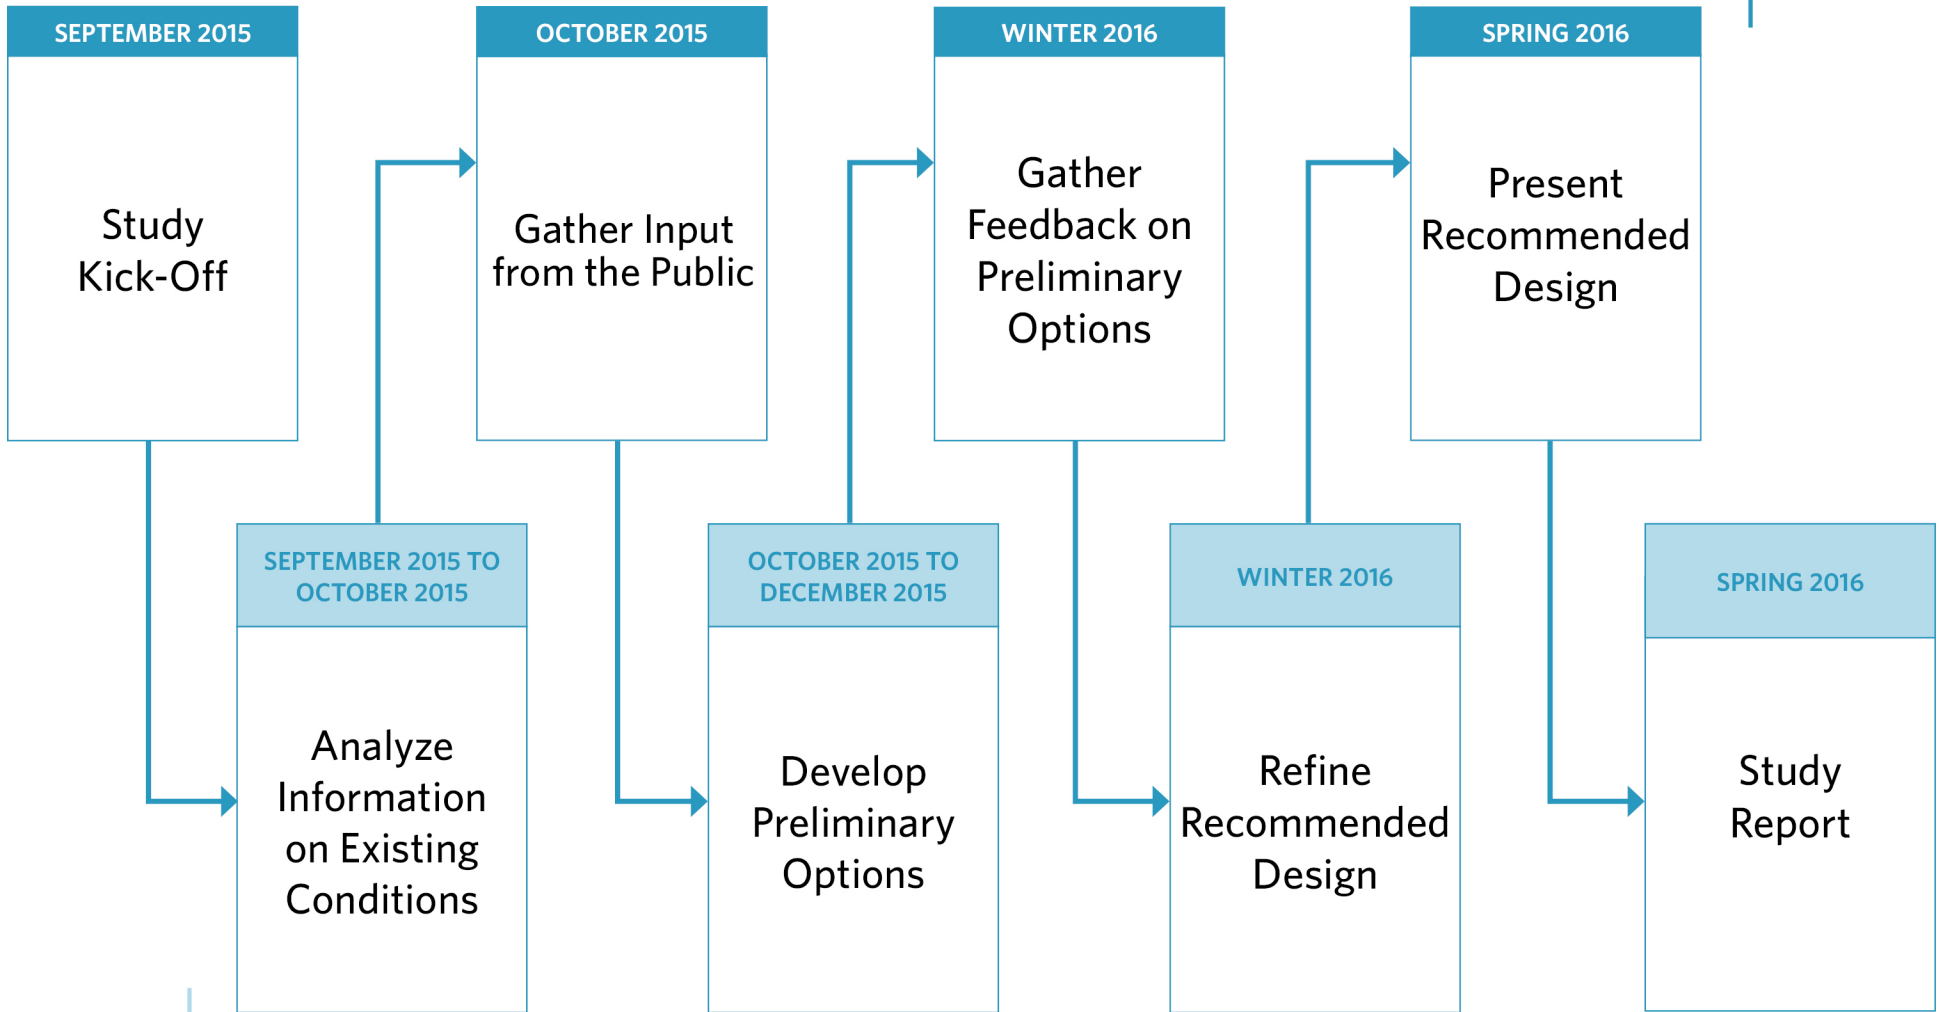 SEPTEMBER 2015
Study
Kick-Off
SEPTEMBER 2015 TO
OCTOBER 2015
Analyze
Information
on Existing
Conditions
OCTOBER 2015
Gather Input
from the Public
OCTOBER 2015 TO
DECEMBER 2015
Develop
Preliminary
Options
WINTER 2016
Gather
Feedback on
Preliminary
Options
WINTER 2016
Refine
Recommended
Design
SPRING 2016
Present
Recommended
Design
SPRING 2016
Study
Report